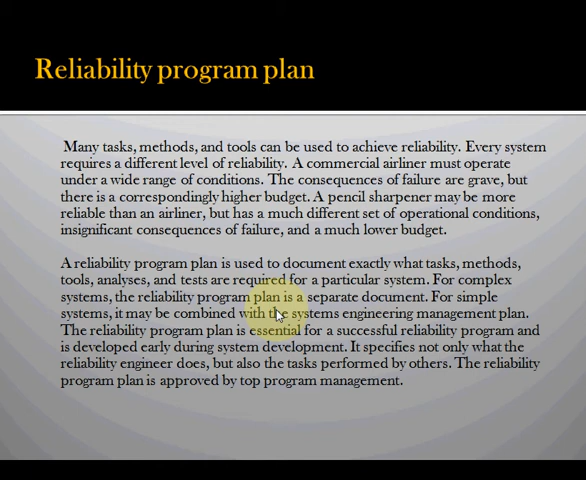 Reliability program plan
Many tasks, methods, and tools can be used to achieve reliability. Every system
requires a different level of reliability. A commercial airliner must operate
under a wide range of conditions. The consequences of failure are grave, but
there is a correspondingly higher budget. A pencil sharpener may be more
reliable than an airliner, but has a much different set of operational conditions,
insignificant consequences of failure, and a much lower budget.
A reliability program plan is used to document exactly what tasks, methods,
tools, analyses, and tests are required for a particular system. For complex
systems, the reliability program plan is a separate document. For simple
systems, it may be combined with the systems engineering management plan.
The reliability program plan is essential for a successful reliability program and
is developed early during system development. It specifies not only what the
reliability engineer does, but also the tasks performed by others. The reliability
program plan is approved by top program management.